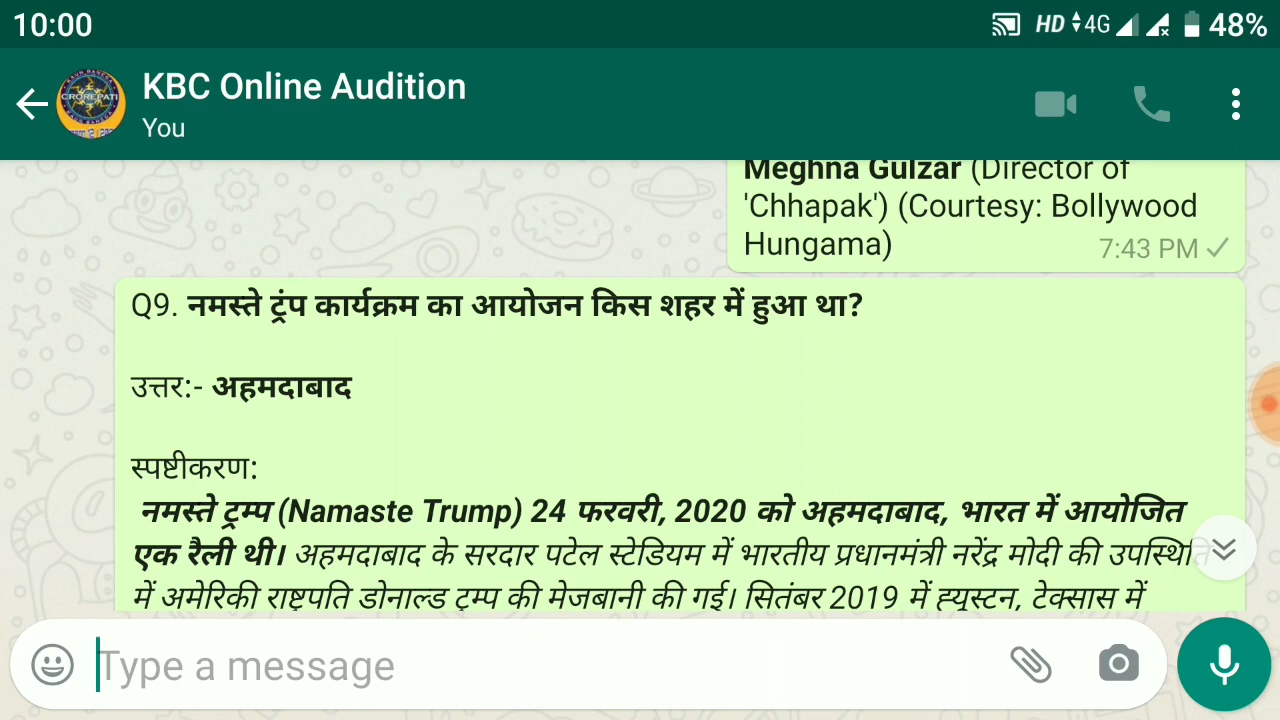 10:00 HD 4G 48%
KBC Online Audition
CROREPATI
You
Meghna Gulzar (Director of
'Chhapak') (Courtesy: Bollywood
Hungama)
7:43 PM
Q9. नमस्ते ट्रंप कार्यक्रम का आयोजन किस शहर में हुआ था?
उत्तर:- अहमदाबाद
स्पष्टीकरण:
नमस्ते ट्रम्प (Namaste Trump) 24 फरवरी, 2020 को अहमदाबाद, भारत में आयोजित
एक रैली थी। अहमदाबाद के सरदार पटेल स्टेडियम में भारतीय प्रधानमंत्री नरेंद्र मोदी की उपस्थिति
में अमेरिकी राष्ट्रपति डोनाल्ड ट्रम्प की मेजबानी की गई। सितंबर 2019 में ह्यूस्टन, टेक्सास में
Type a message